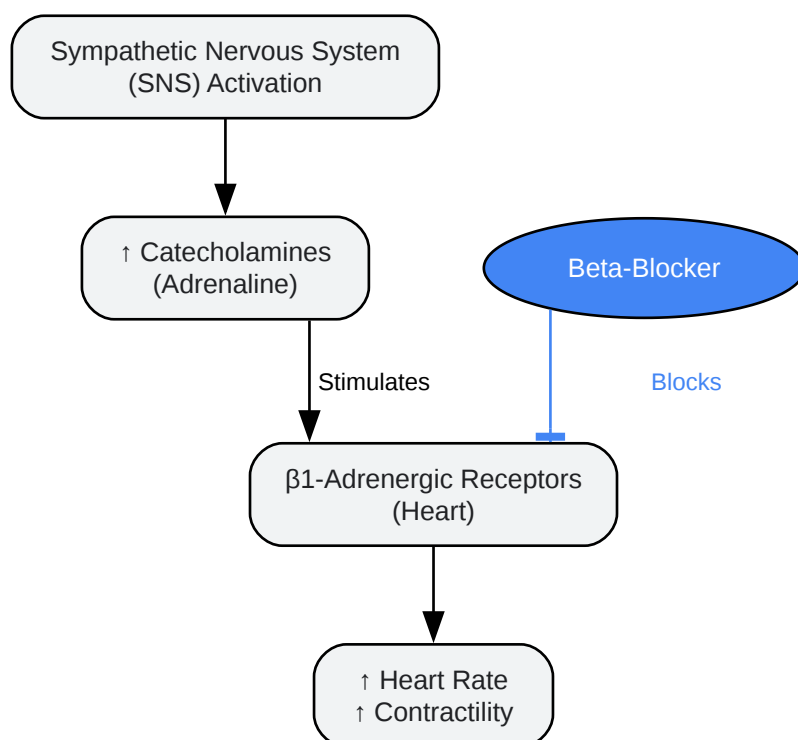 Sympathetic Nervous System
(SNS) Activation
↑ Catecholamines
(Adrenaline)
Beta-Blocker
Stimulates
Blocks
β1-Adrenergic Receptors
(Heart)
↑ Heart Rate
↑ Contractility